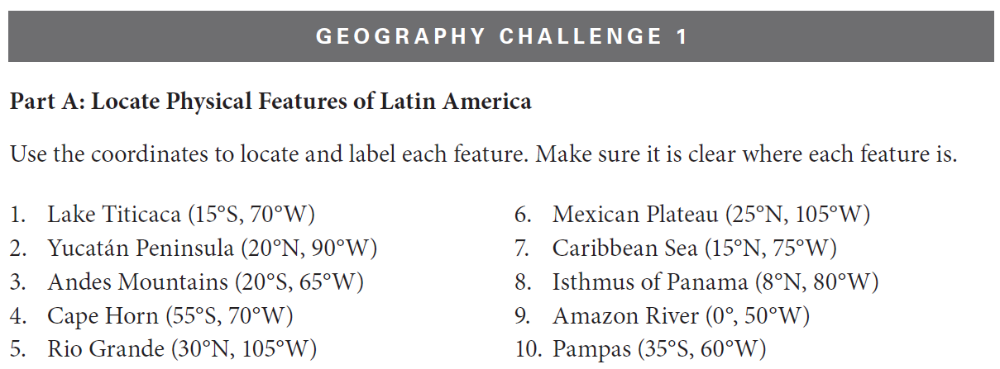 GEOGRAPHY CHALLENGE 1
Part A: Locate Physical Features of Latin America
Use the coordinates to locate and label each feature. Make sure it is clear where each feature is.
1. Lake Titicaca (15°S, 70°W)
2. Yucatán Peninsula (20°N, 90°W)
3. Andes Mountains (20°S, 65°W)
4. Cape Horn (55°S, 70°W)
5. Rio Grande (30°N, 105°W)
6. Mexican Plateau (25°N, 105°W)
7. Caribbean Sea (15°N, 75°W)
8. Isthmus of Panama (8°N, 80°W)
9. Amazon River (0°, 50°W)
10. Pampas (35°S, 60°W)